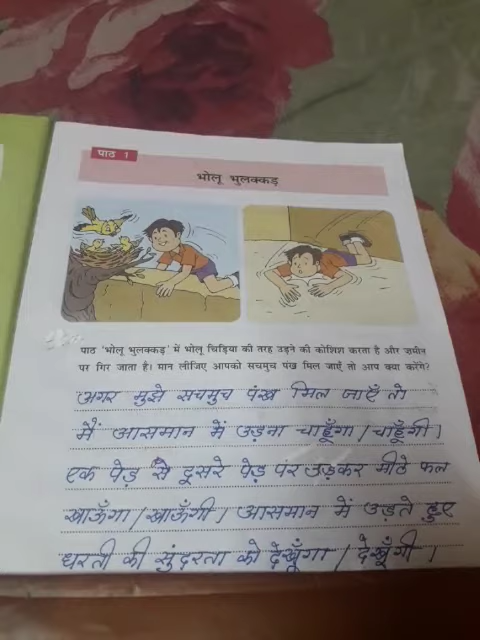 पाठ 1
भोलू भुलक्कड़
पाठ 'भोलू भुलक्कड़' में भोलू चिड़िया की तरह उड़ने की कोशिश करता है और ज़मीन
पर गिर जाता है। मान लीजिए आपको सचमुच पंख मिल जाएँ तो आप क्या करेंगे?
अगर मुझे सचमुच पंख मिल जाएँ तो
मैं आसमान में उड़ना चाहूँगा / चाहूँगी।
एक पेड़ से दूसरे पेड़ पर उड़कर मीठे फल
खाऊँगा / खाऊँगी। आसमान में उड़ते हुए
धरती की सुंदरता को देखूँगा / देखूँगी।